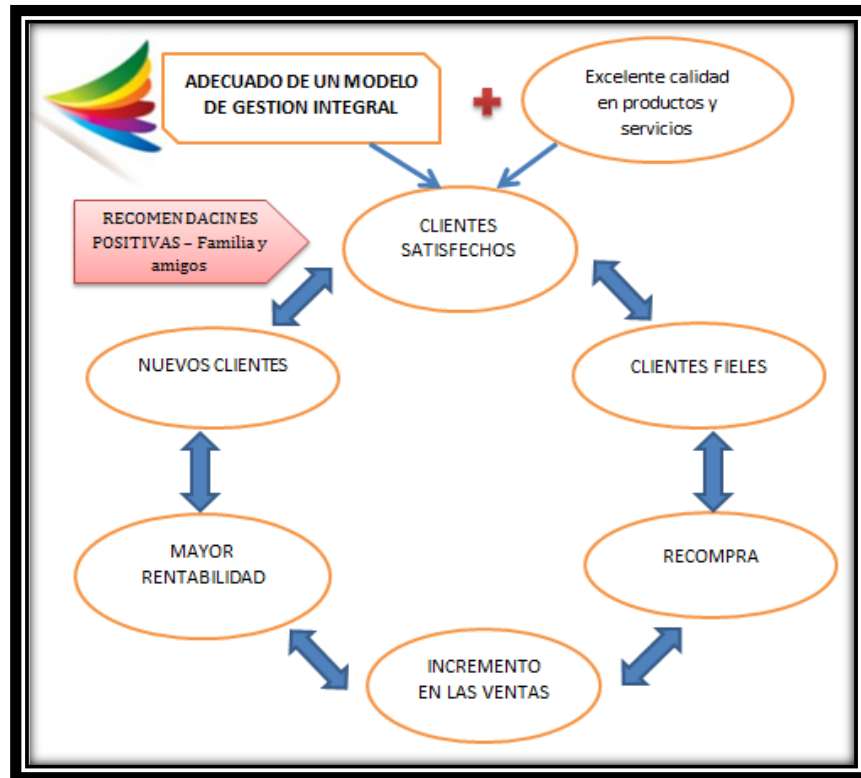 ADECUADO DE UN MODELO
DE GESTION INTEGRAL
Excelente calidad
en productos y
servicios
RECOMENDACINES
POSITIVAS – Familia y
amigos
CLIENTES
SATISFECHOS
NUEVOS CLIENTES
CLIENTES FIELES
MAYOR
RENTABILIDAD
RECOMPRA
INCREMENTO
EN LAS VENTAS